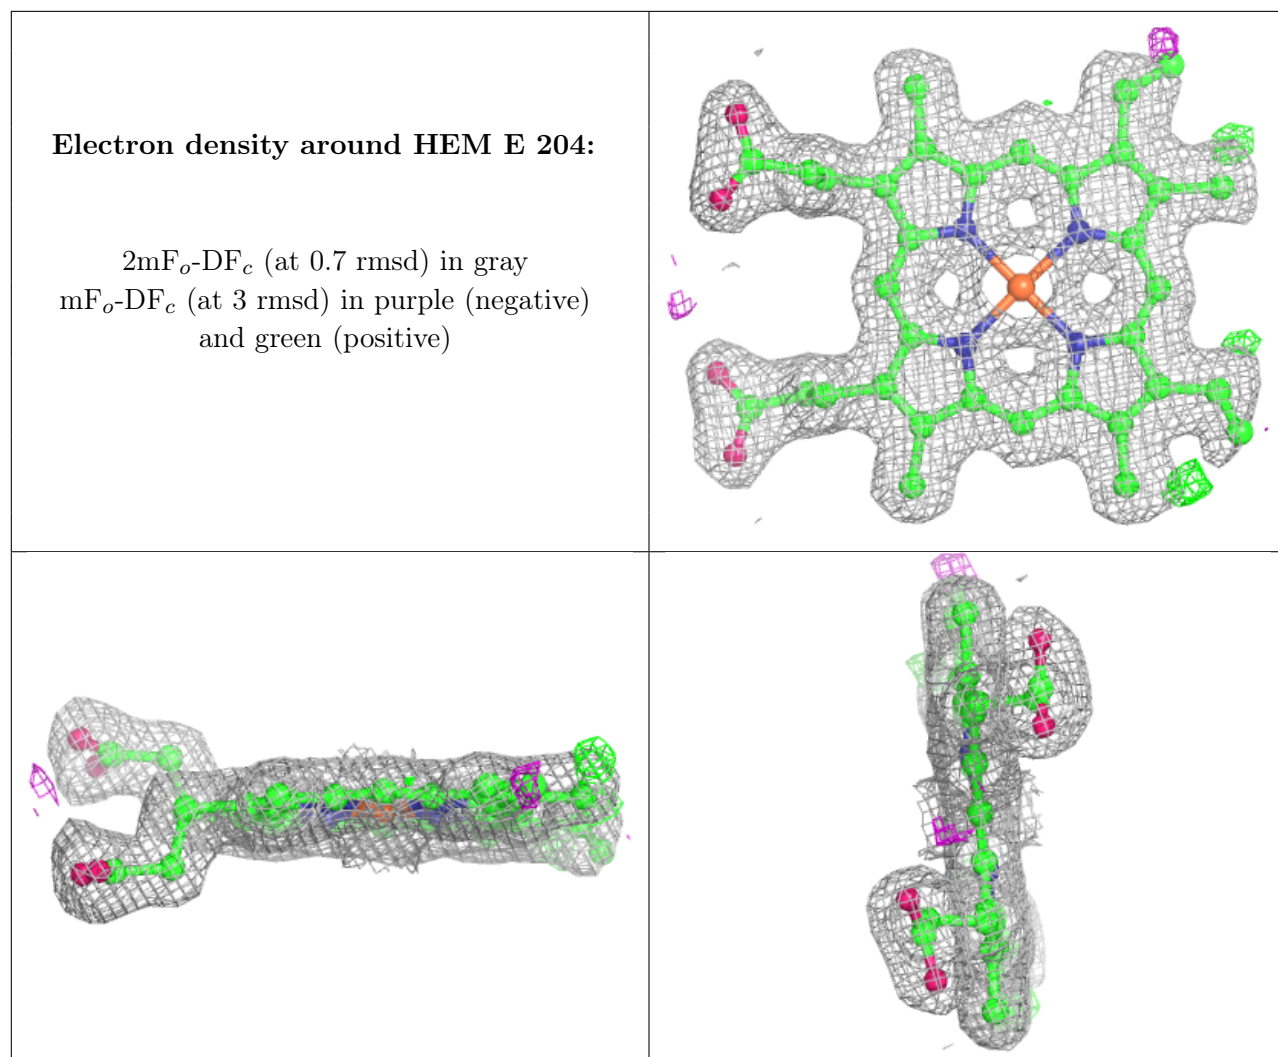 Electron density around HEM E 204:
2mFo-DFc (at 0.7 rmsd) in gray
mFo-DFc (at 3 rmsd) in purple (negative)
and green (positive)